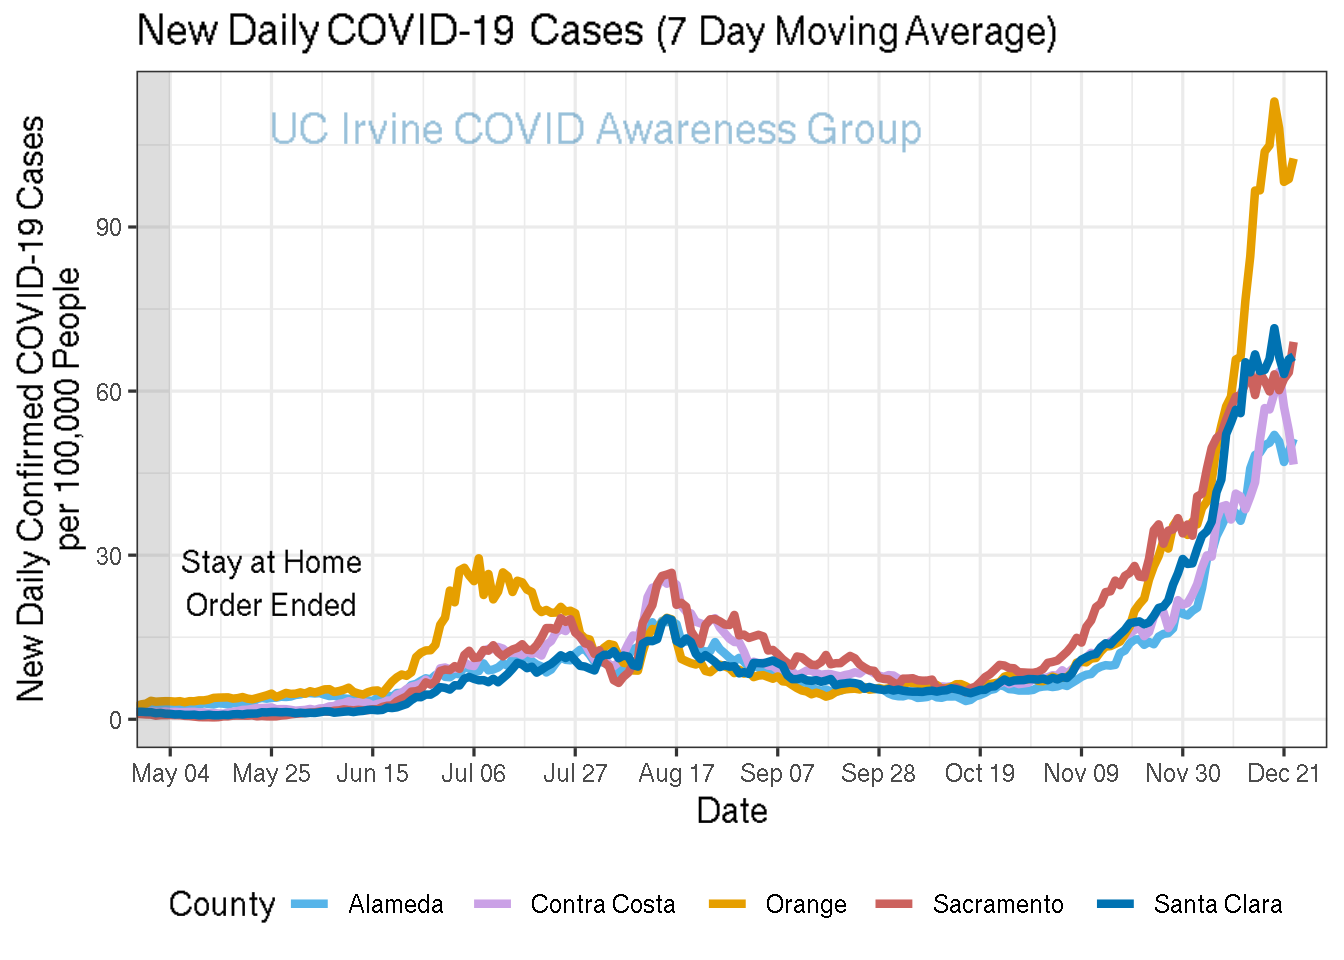 New Daily COVID-19 Cases (7 Day Moving Average)
UC Irvine COVID Awareness Group
New Daily Confirmed COVID-19 Cases
per 100,000 People
90
60
30
0
Stay at Home
Order Ended
May 04 May 25 Jun 15 Jul 06 Jul 27 Aug 17 Sep 07 Sep 28 Oct 19 Nov 09 Nov 30 Dec 21
Date
County Alameda Contra Costa Orange Sacramento Santa Clara